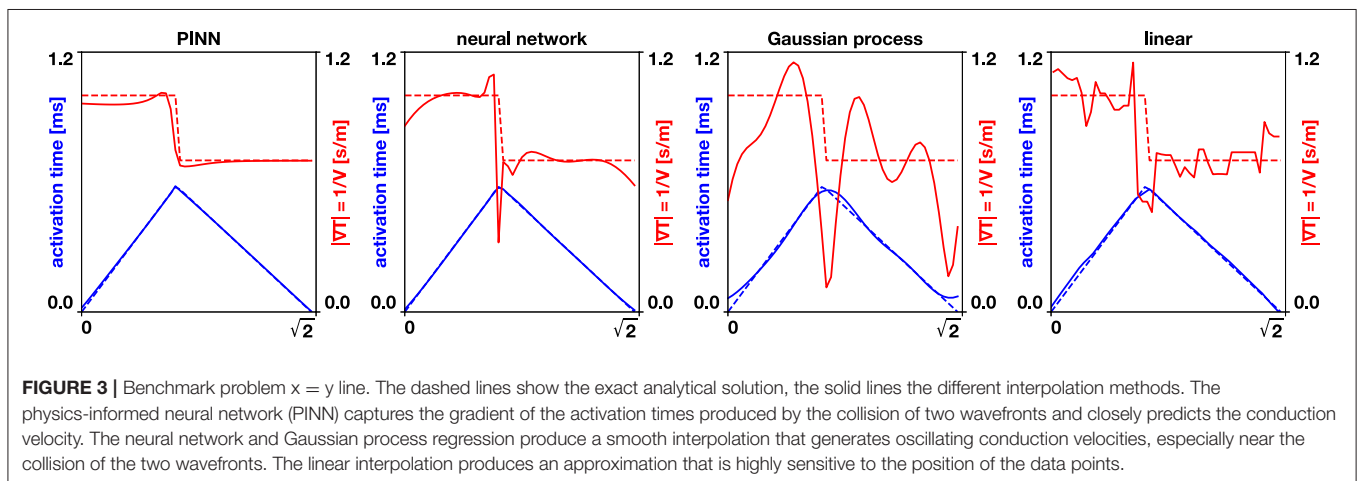 PINN
neural network
Gaussian process
linear
1.2
1.2
1.2
1.2
1.2
1.2
1.2
1.2
activation time [ms]
|∇T| = 1/V [s/m]
activation time [ms]
|∇T| = 1/V [s/m]
activation time [ms]
|∇T| = 1/V [s/m]
activation time [ms]
|∇T| = 1/V [s/m]
0.0
0.0
0.0
0.0
0.0
0.0
0.0
0.0
0
√2
0
√2
0
√2
0
√2
FIGURE 3 | Benchmark problem x = y line. The dashed lines show the exact analytical solution, the solid lines the different interpolation methods. The
physics-informed neural network (PINN) captures the gradient of the activation times produced by the collision of two wavefronts and closely predicts the conduction
velocity. The neural network and Gaussian process regression produce a smooth interpolation that generates oscillating conduction velocities, especially near the
collision of the two wavefronts. The linear interpolation produces an approximation that is highly sensitive to the position of the data points.